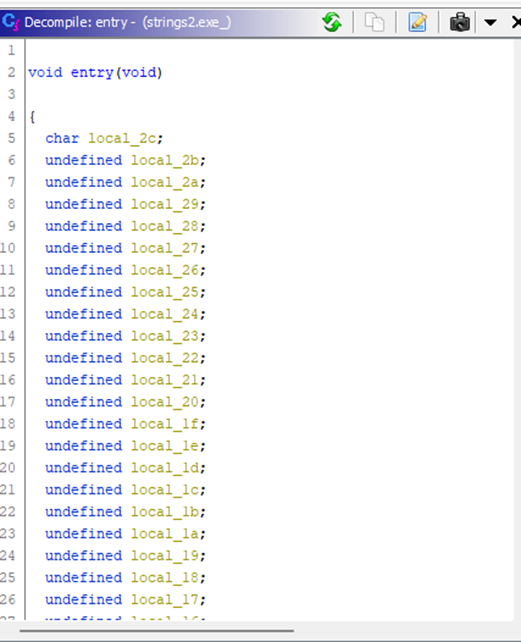 Decompile: entry - (strings2.exe_)
1
2 void entry(void)
3
4 {
5 char local_2c;
6 undefined local_2b;
7 undefined local_2a;
8 undefined local_29;
9 undefined local_28;
10 undefined local_27;
11 undefined local_26;
12 undefined local_25;
13 undefined local_24;
14 undefined local_23;
15 undefined local_22;
16 undefined local_21;
17 undefined local_20;
18 undefined local_1f;
19 undefined local_1e;
20 undefined local_1d;
21 undefined local_1c;
22 undefined local_1b;
23 undefined local_1a;
24 undefined local_19;
25 undefined local_18;
26 undefined local_17;